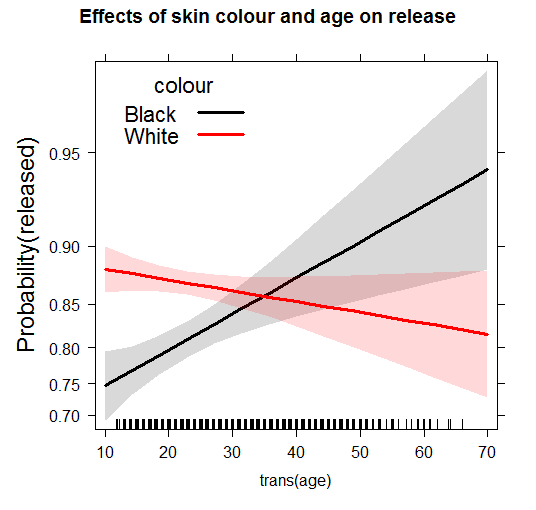 Effects of skin colour and age on release
colour
Black
White
Probability(released)
0.95
0.90
0.85
0.80
0.75
0.70
10 20 30 40 50 60 70
trans(age)